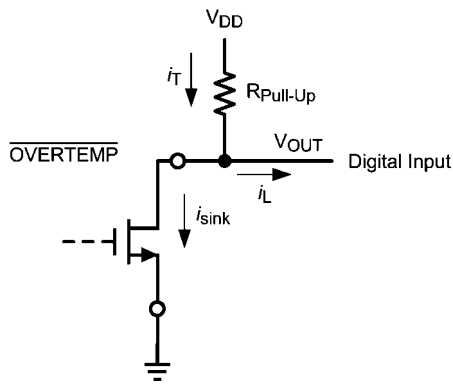 VDD
iT
RPull-Up
OVERTEMP
VOUT
Digital Input
iL
isink